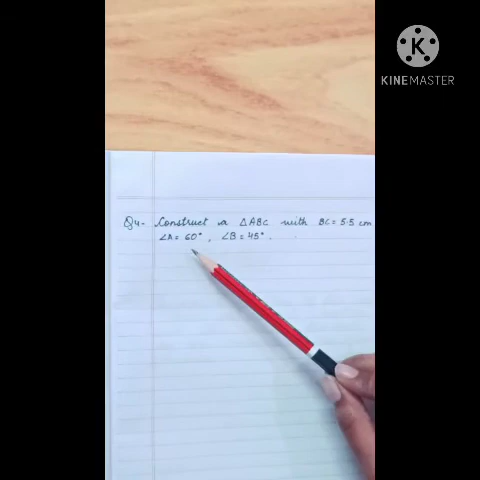 KINEMASTER
Q4- Construct a △ABC with BC = 5.5 cm
∠A = 60°, ∠B = 45°.